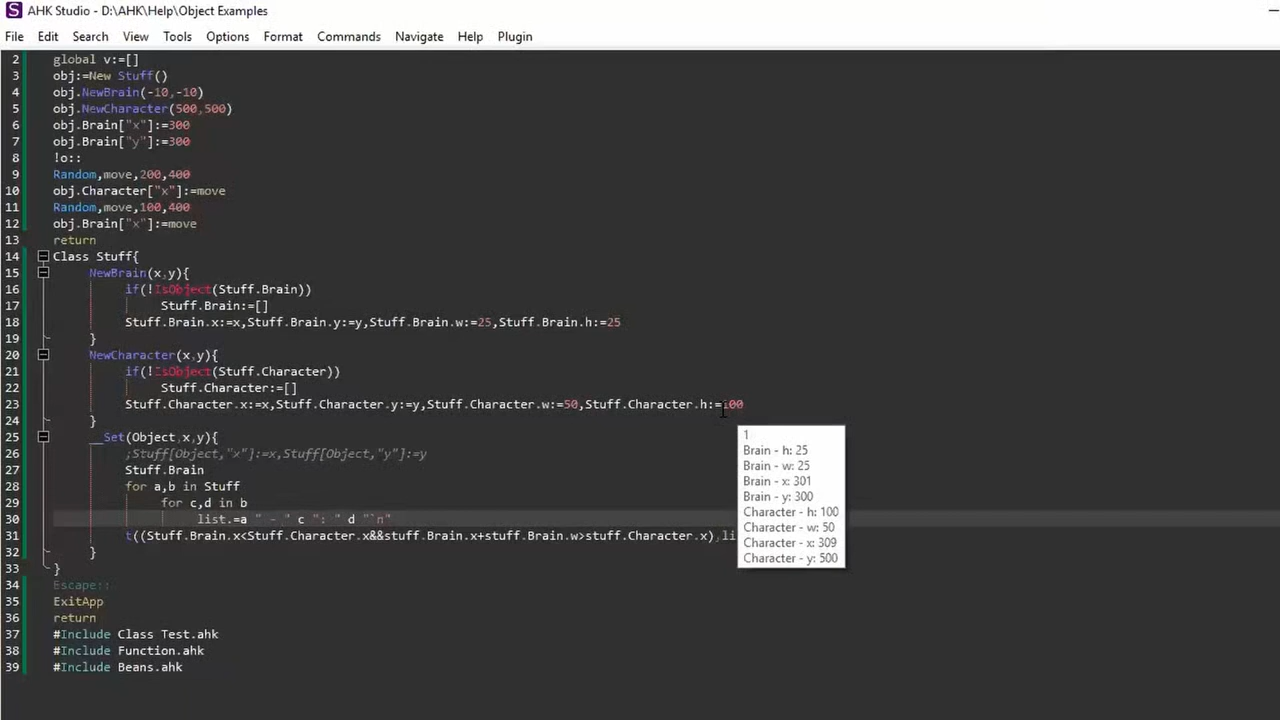 AHK Studio - D:\AHK\Help\Object Examples
File Edit Search View Tools Options Format Commands Navigate Help Plugin
2 global v:=[]
3 obj:=New Stuff()
4 obj.NewBrain(-10,-10)
5 obj.NewCharacter(500,500)
6 obj.Brain["x"]:=300
7 obj.Brain["y"]:=300
8 !o::
9 Random,move,200,400
10 obj.Character["x"]:=move
11 Random,move,100,400
12 obj.Brain["x"]:=move
13 return
14 Class Stuff{
15 NewBrain(x,y){
16 if(!IsObject(Stuff.Brain))
17 Stuff.Brain:=[]
18 Stuff.Brain.x:=x,Stuff.Brain.y:=y,Stuff.Brain.w:=25,Stuff.Brain.h:=25
19 }
20 NewCharacter(x,y){
21 if(!IsObject(Stuff.Character))
22 Stuff.Character:=[]
23 Stuff.Character.x:=x,Stuff.Character.y:=y,Stuff.Character.w:=50,Stuff.Character.h:=100
24 }
25 __Set(Object,x,y){
26 ;Stuff[Object,"x"]:=x,Stuff[Object,"y"]:=y
27 Stuff.Brain
28 for a,b in Stuff
29 for c,d in b
30 list.=a " - " c ": " d "`n"
31 t((Stuff.Brain.x<Stuff.Character.x&&stuff.Brain.x+stuff.Brain.w>stuff.Character.x),li
32 }
33 }
34 Escape::
35 ExitApp
36 return
37 #Include Class Test.ahk
38 #Include Function.ahk
39 #Include Beans.ahk
1
Brain - h: 25
Brain - w: 25
Brain - x: 301
Brain - y: 300
Character - h: 100
Character - w: 50
Character - x: 309
Character - y: 500